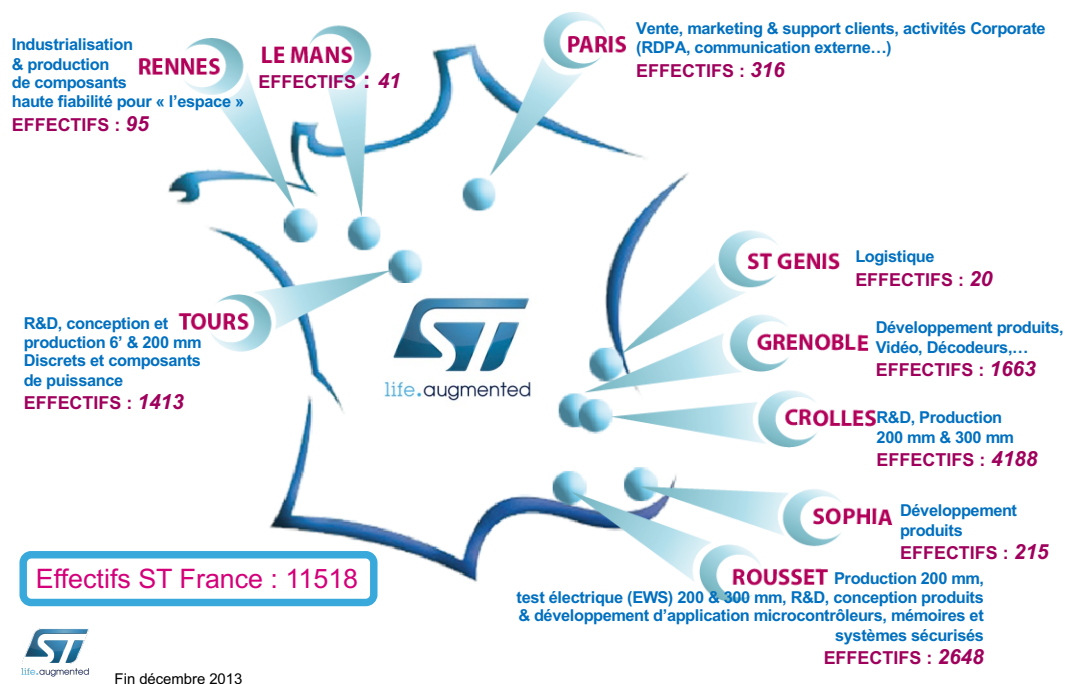 Industrialisation
& production
de composants
haute fiabilité pour « l'espace »
EFFECTIFS : 95
RENNES
LE MANS
EFFECTIFS : 41
PARIS
Vente, marketing & support clients, activités Corporate
(RDPA, communication externe…)
EFFECTIFS : 316
ST GENIS
Logistique
EFFECTIFS : 20
R&D, conception et
production 6' & 200 mm
Discrets et composants
de puissance
EFFECTIFS : 1413
TOURS
ST
life.augmented
GRENOBLE
Développement produits,
Vidéo, Décodeurs,…
EFFECTIFS : 1663
CROLLES
R&D, Production
200 mm & 300 mm
EFFECTIFS : 4188
SOPHIA
Développement
produits
EFFECTIFS : 215
ROUSSET
Production 200 mm,
test électrique (EWS) 200 & 300 mm, R&D, conception produits
& développement d'application microcontrôleurs, mémoires et
systèmes sécurisés
EFFECTIFS : 2648
Effectifs ST France : 11518
ST
life.augmented
Fin décembre 2013